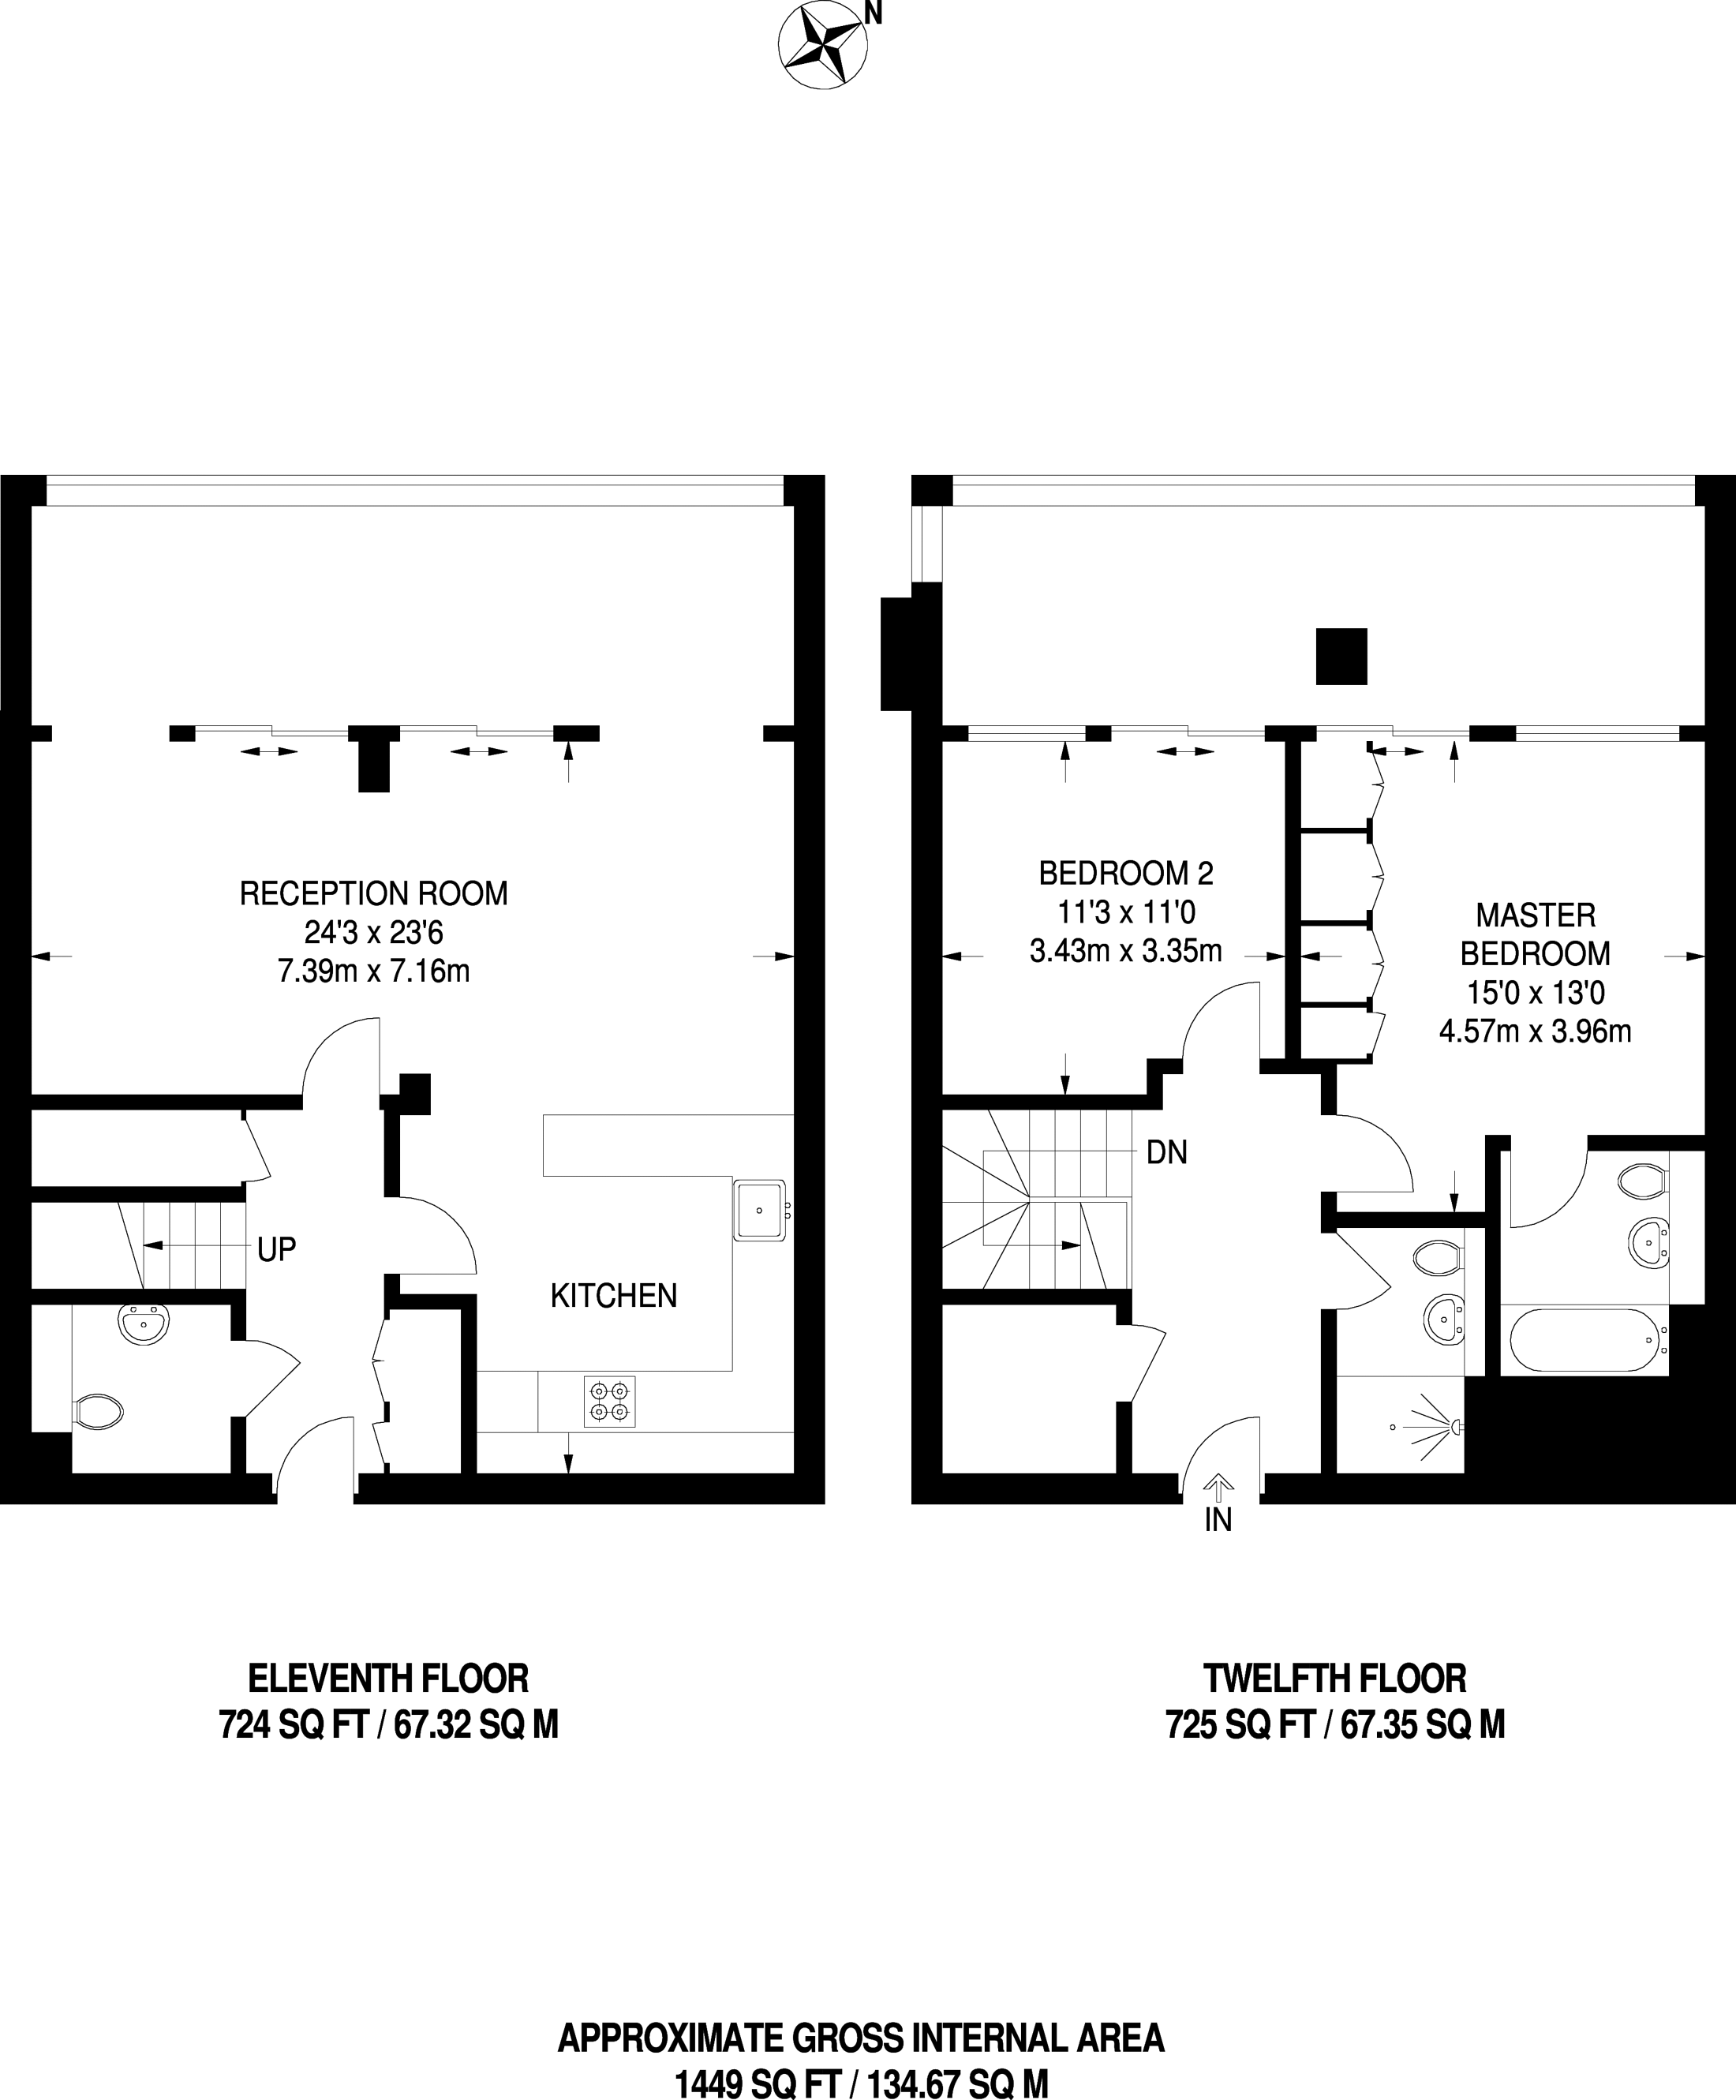 N
RECEPTION ROOM
24'3 x 23'6
7.39m x 7.16m
UP
KITCHEN
BEDROOM 2
11'3 x 11'0
3.43m x 3.35m
MASTER
BEDROOM
15'0 x 13'0
4.57m x 3.96m
DN
IN
ELEVENTH FLOOR
724 SQ FT / 67.32 SQ M
TWELFTH FLOOR
725 SQ FT / 67.35 SQ M
APPROXIMATE GROSS INTERNAL AREA
1449 SQ FT / 134.67 SQ M